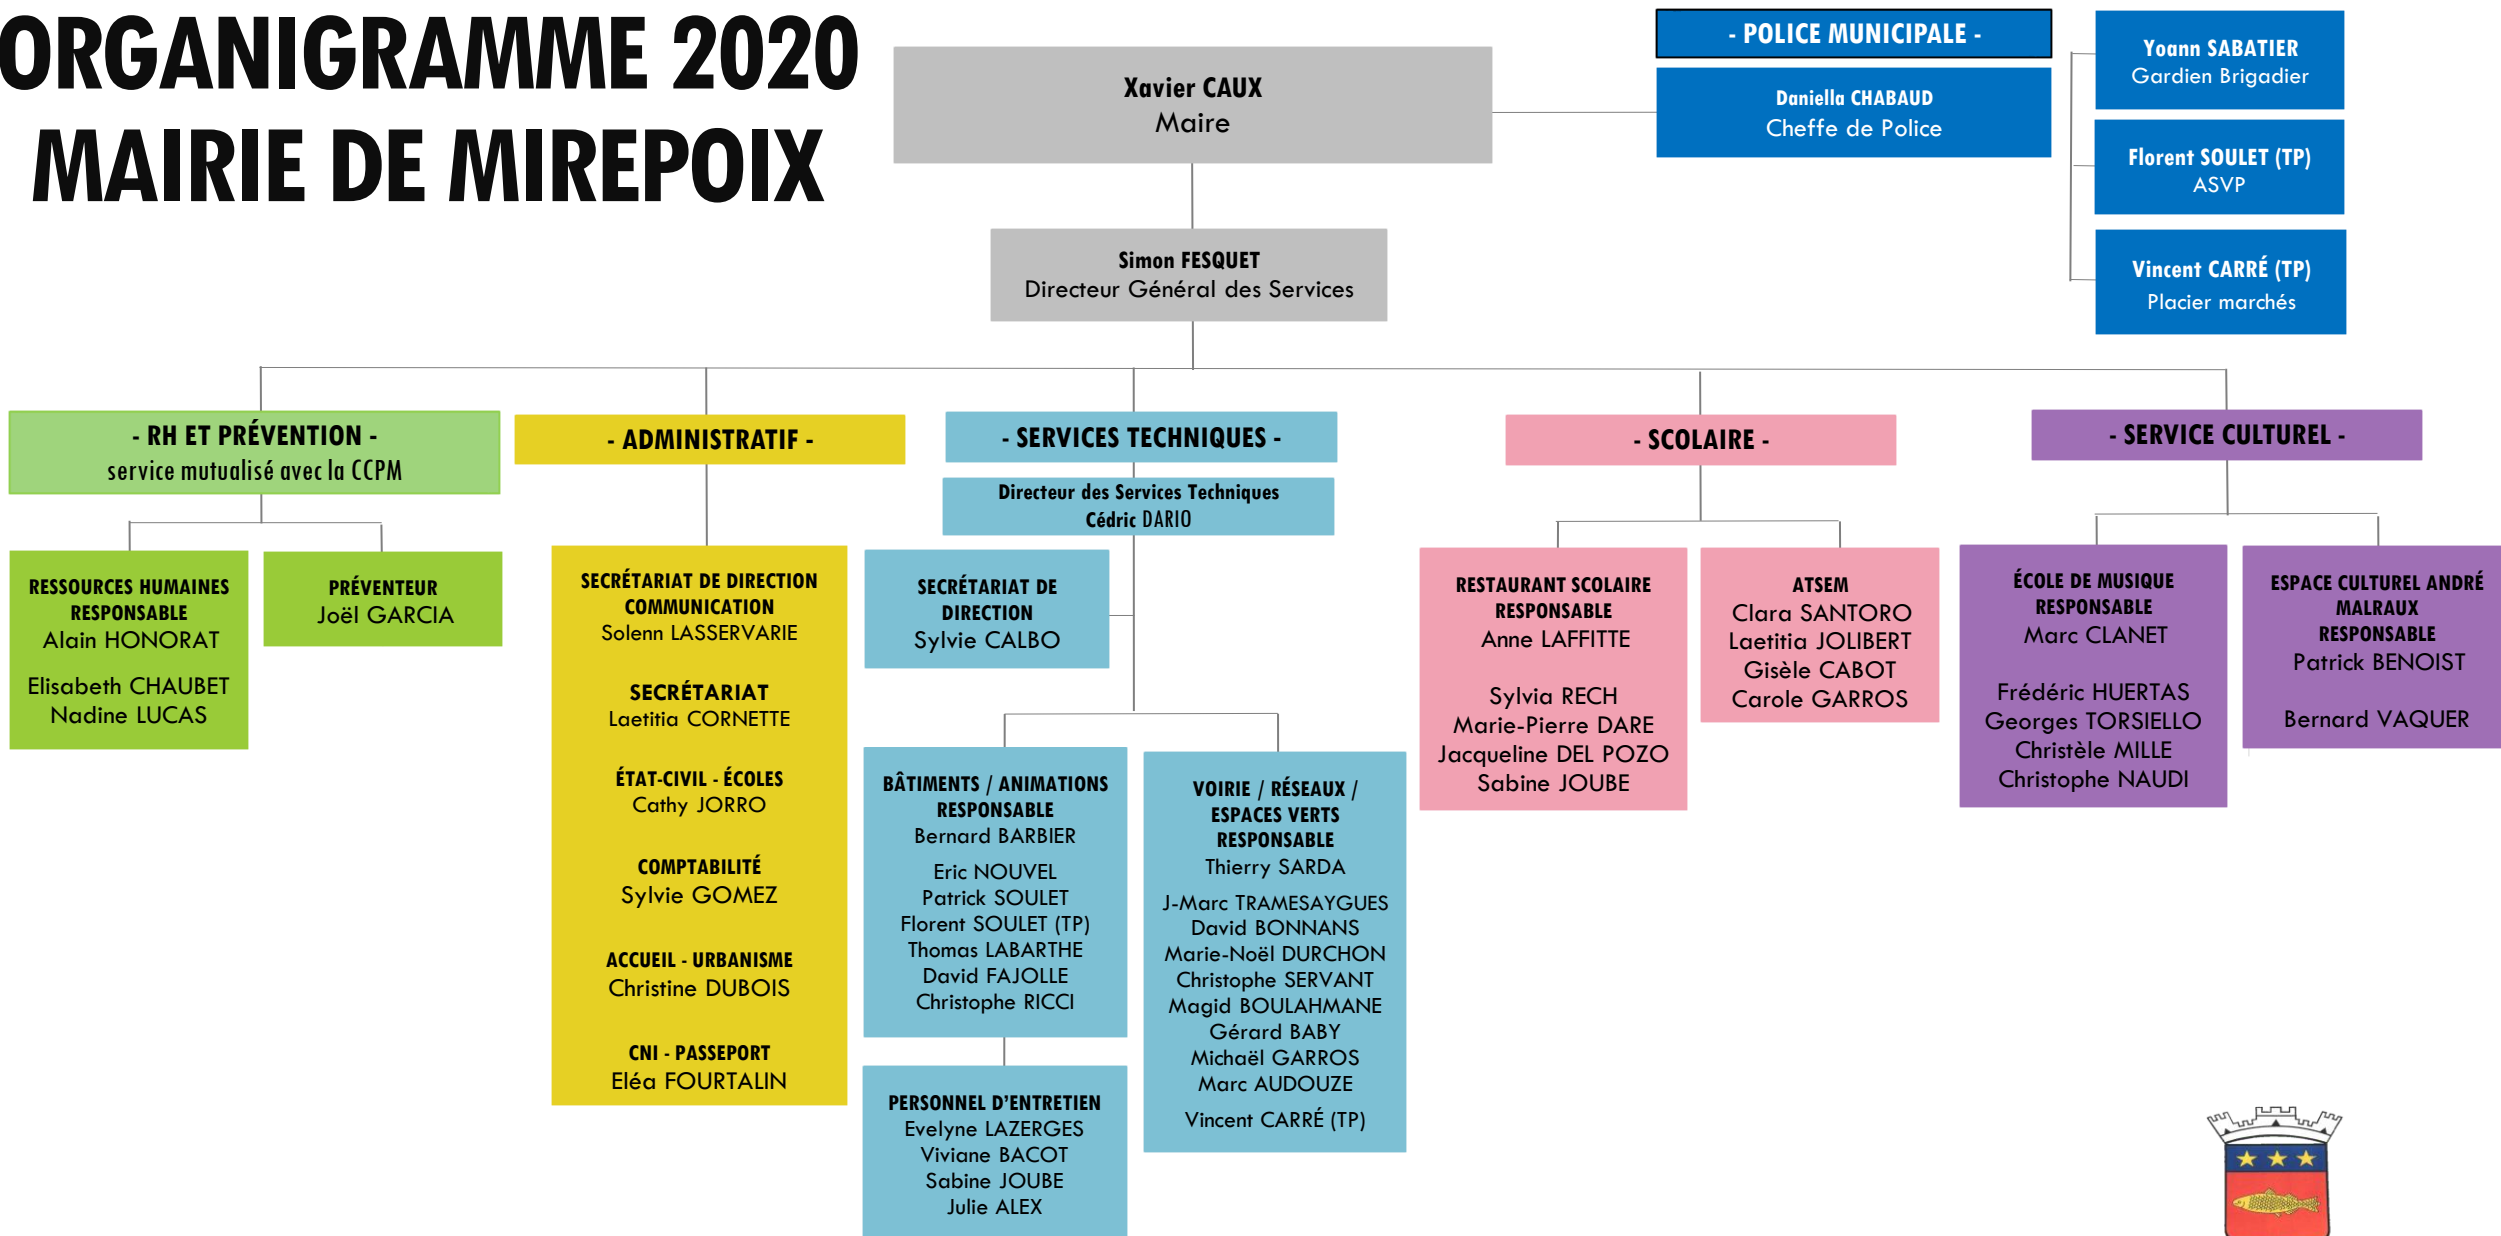 ORGANIGRAMME 2020
MAIRIE DE MIREPOIX
Xavier CAUX
Maire
- POLICE MUNICIPALE -
Daniella CHABAUD
Cheffe de Police
Yoann SABATIER
Gardien Brigadier
Florent SOULET (TP)
ASVP
Vincent CARRÉ (TP)
Placier marchés
Simon FESQUET
Directeur Général des Services
- RH ET PRÉVENTION -
service mutualisé avec la CCPM
RESSOURCES HUMAINES
RESPONSABLE
Alain HONORAT
Elisabeth CHAUBET
Nadine LUCAS
PRÉVENTEUR
Joël GARCIA
- ADMINISTRATIF -
SECRÉTARIAT DE DIRECTION
COMMUNICATION
Solenn LASSERVARIE
SECRÉTARIAT
Laetitia CORNETTE
ÉTAT-CIVIL - ÉCOLES
Cathy JORRO
COMPTABILITÉ
Sylvie GOMEZ
ACCUEIL - URBANISME
Christine DUBOIS
CNI - PASSEPORT
Eléa FOURTALIN
- SERVICES TECHNIQUES -
Directeur des Services Techniques
Cédric DARIO
SECRÉTARIAT DE
DIRECTION
Sylvie CALBO
BÂTIMENTS / ANIMATIONS
RESPONSABLE
Bernard BARBIER
Eric NOUVEL
Patrick SOULET
Florent SOULET (TP)
Thomas LABARTHE
David FAJOLLE
Christophe RICCI
PERSONNEL D'ENTRETIEN
Evelyne LAZERGES
Viviane BACOT
Sabine JOUBE
Julie ALEX
VOIRIE / RÉSEAUX /
ESPACES VERTS
RESPONSABLE
Thierry SARDA
J-Marc TRAMESAYGUES
David BONNANS
Marie-Noël DURCHON
Christophe SERVANT
Magid BOULAHMANE
Gérard BABY
Michaël GARROS
Marc AUDOUZE
Vincent CARRÉ (TP)
- SCOLAIRE -
RESTAURANT SCOLAIRE
RESPONSABLE
Anne LAFFITTE
Sylvia RECH
Marie-Pierre DARE
Jacqueline DEL POZO
Sabine JOUBE
ATSEM
Clara SANTORO
Laetitia JOLIBERT
Gisèle CABOT
Carole GARROS
- SERVICE CULTUREL -
ÉCOLE DE MUSIQUE
RESPONSABLE
Marc CLANET
Frédéric HUERTAS
Georges TORSIELLO
Christèle MILLE
Christophe NAUDI
ESPACE CULTUREL ANDRÉ
MALRAUX
RESPONSABLE
Patrick BENOIST
Bernard VAQUER